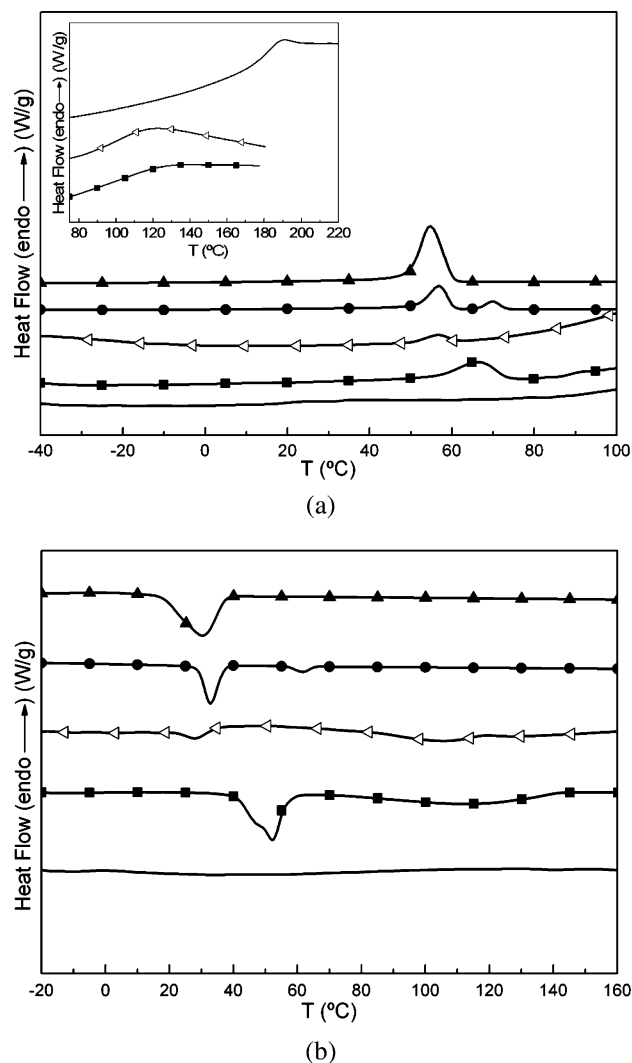 Heat Flow (endo ⟶) (W/g)
80 100 120 140 160 180 200 220
T (ºC)
Heat Flow (endo ⟶) (W/g)
-40 -20 0 20 40 60 80 100
T (ºC)
(a)
Heat Flow (endo ⟶) (W/g)
-20 0 20 40 60 80 100 120 140 160
T (ºC)
(b)